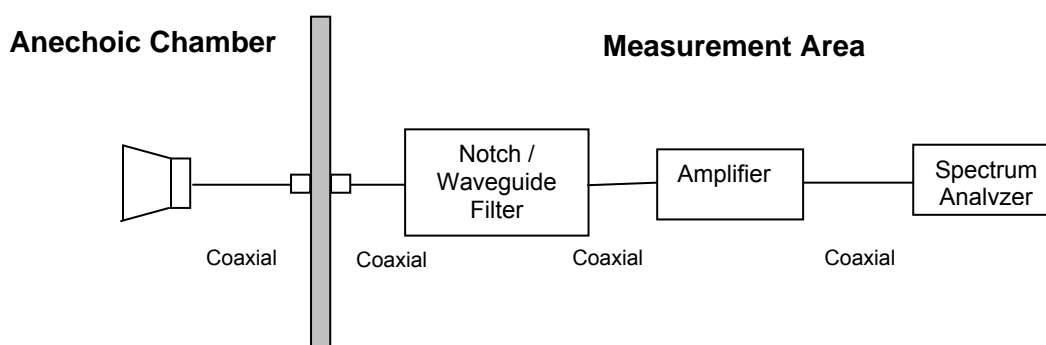 Anechoic Chamber
Measurement Area
Notch /
Waveguide
Filter
Amplifier
Spectrum
Analvzer
Coaxial
Coaxial
Coaxial
Coaxial